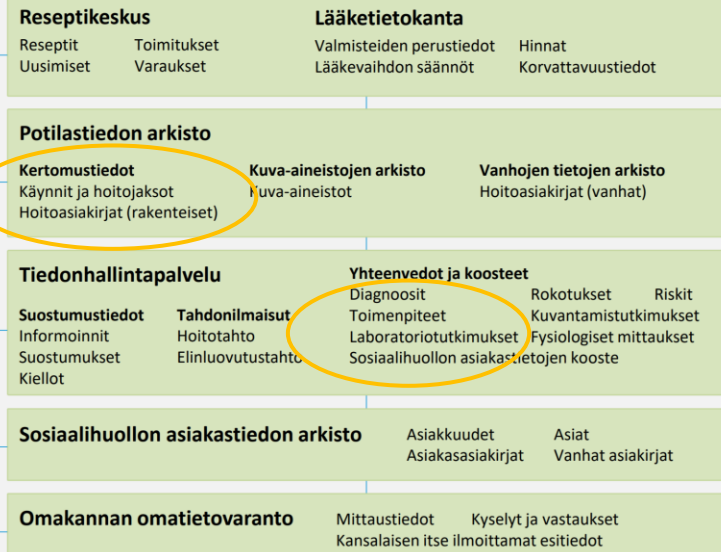 Reseptikeskus
Reseptit Toimitukset
Uusimiset Varaukset
Lääketietokanta
Valmisteiden perustiedot Hinnat
Lääkevaihdon säännöt Korvattavuustiedot
Potilastiedon arkisto
Kertomustiedot
Käynnit ja hoitojaksot
Hoitoasiakirjat (rakenteiset)
Kuva-aineistojen arkisto
Kuva-aineistot
Vanhojen tietojen arkisto
Hoitoasiakirjat (vanhat)
Tiedonhallintapalvelu
Suostumustiedot
Informoinnit
Suostumukset
Kiellot
Tahdonilmaisut
Hoitotahto
Elinluovutustahto
Yhteenvedot ja koosteet
Diagnoosit Rokotukset Riskit
Toimenpiteet Kuvantamistutkimukset
Laboratoriotutkimukset Fysiologiset mittaukset
Sosiaalihuollon asiakastietojen kooste
Sosiaalihuollon asiakastiedon arkisto
Asiakkuudet Asiat
Asiakasasiakirjat Vanhat asiakirjat
Omakannan omatietovaranto
Mittaustiedot Kyselyt ja vastaukset
Kansalaisen itse ilmoittamat esitiedot